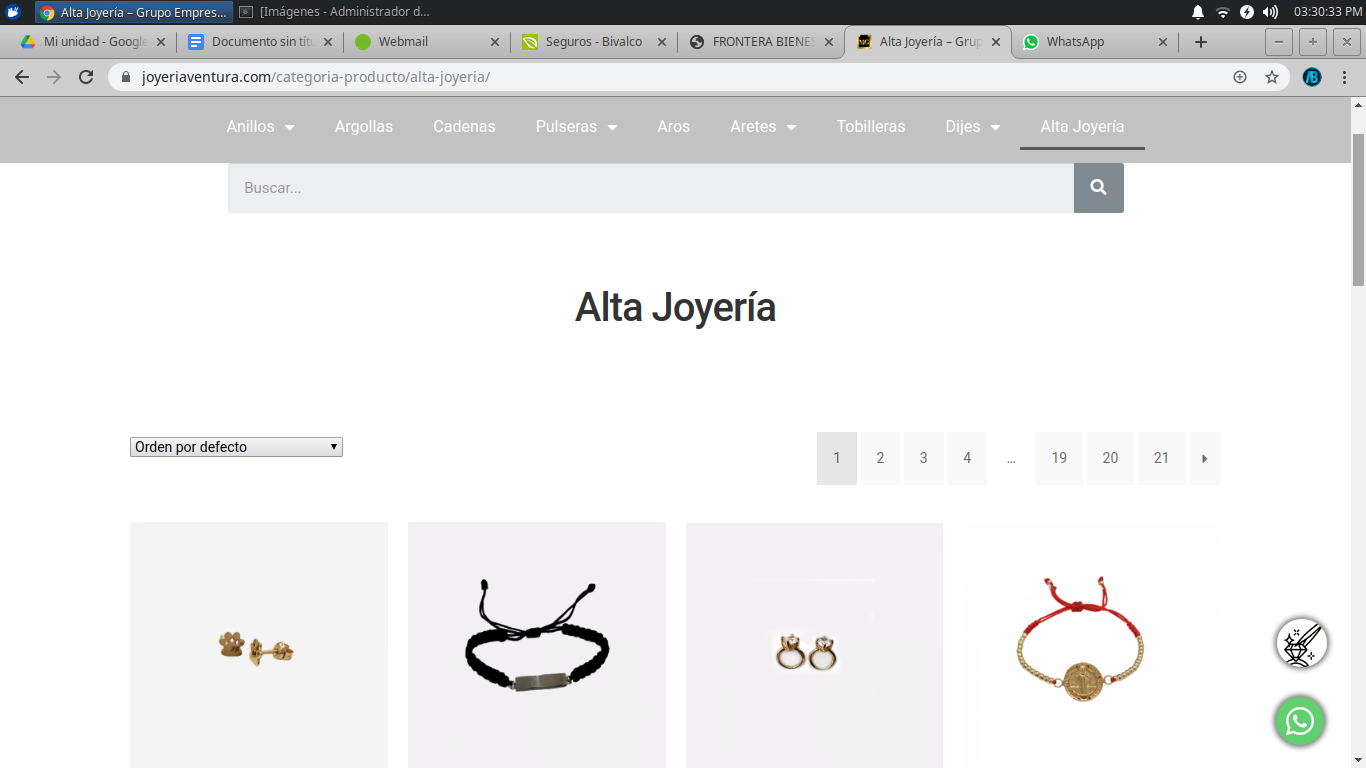 Alta Joyería – Grupo Empres... [Imágenes - Administrador d... 03:30:33 PM
Mi unidad - Google Documento sin títu Webmail Seguros - Bivalco FRONTERA BIENES Alta Joyería – Grup WhatsApp
joyeriaventura.com/categoria-producto/alta-joyeria/
Anillos Argollas Cadenas Pulseras Aros Aretes Tobilleras Dijes Alta Joyería
Buscar...
Alta Joyería
Orden por defecto 1 2 3 4 ... 19 20 21